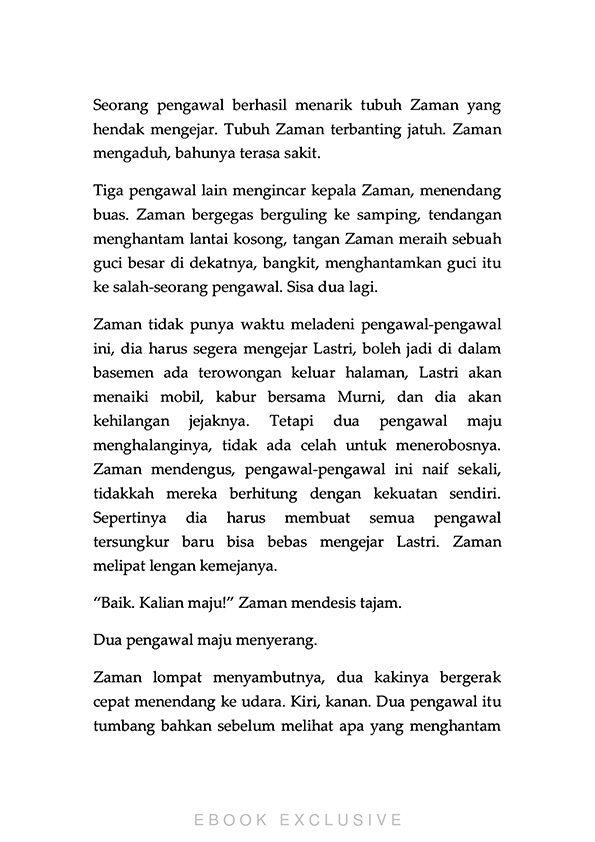 Seorang pengawal berhasil menarik tubuh Zaman yang
hendak mengejar. Tubuh Zaman terbanting jatuh. Zaman
mengaduh, bahunya terasa sakit.
Tiga pengawal lain mengincar kepala Zaman, menendang
buas. Zaman bergegas berguling ke samping, tendangan
menghantam lantai kosong, tangan Zaman meraih sebuah
guci besar di dekatnya, bangkit, menghantamkan guci itu
ke salah-seorang pengawal. Sisa dua lagi.
Zaman tidak punya waktu meladeni pengawal-pengawal
ini, dia harus segera mengejar Lastri, boleh jadi di dalam
basemen ada terowongan keluar halaman, Lastri akan
menaiki mobil, kabur bersama Murni, dan dia akan
kehilangan jejaknya. Tetapi dua pengawal maju
menghalanginya, tidak ada celah untuk menerobosnya.
Zaman mendengus, pengawal-pengawal ini naif sekali,
tidakkah mereka berhitung dengan kekuatan sendiri.
Sepertinya dia harus membuat semua pengawal
tersungkur baru bisa bebas mengejar Lastri. Zaman
melipat lengan kemejanya.
“Baik. Kalian maju!” Zaman mendesis tajam.
Dua pengawal maju menyerang.
Zaman lompat menyambutnya, dua kakinya bergerak
cepat menendang ke udara. Kiri, kanan. Dua pengawal itu
tumbang bahkan sebelum melihat apa yang menghantam
EBOOK EXCLUSIVE